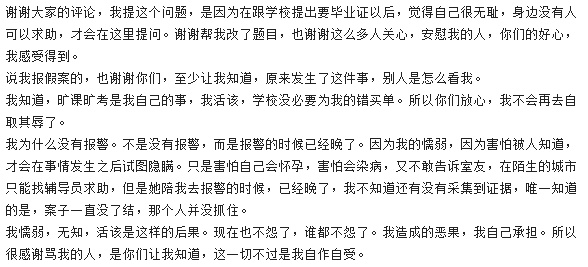 谢谢大家的评论，我提这个问题，是因为在跟学校提出要毕业证以后，觉得自己很无耻，身边没有人
可以求助，才会在这里提问。谢谢帮我改了题目，也谢谢这么多人关心，安慰我的人，你们的好心，
我感受得到。
说我报假案的，也谢谢你们，至少让我知道，原来发生了这件事，别人是怎么看我。
我知道，旷课旷考是我自己的事，我活该，学校没必要为我的错买单。所以你们放心，我不会再去自
取其辱了。
我为什么没有报警。不是没有报警，而是报警的时候已经晚了。因为我的懦弱，因为害怕被人知道，
才会在事情发生之后试图隐瞒。只是害怕自己会怀孕，害怕会染病，又不敢告诉室友，在陌生的城市
只能找辅导员求助，但是她陪我去报警的时候，已经晚了，我不知道还有没有采集到证据，唯一知道
的是，案子一直没了结，那个人并没抓住。
我懦弱，无知，活该是这样的后果。现在也不怨了，谁都不怨了。我造成的恶果，我自己承担。所以
很感谢骂我的人，是你们让我知道，这一切不过是我自作自受。